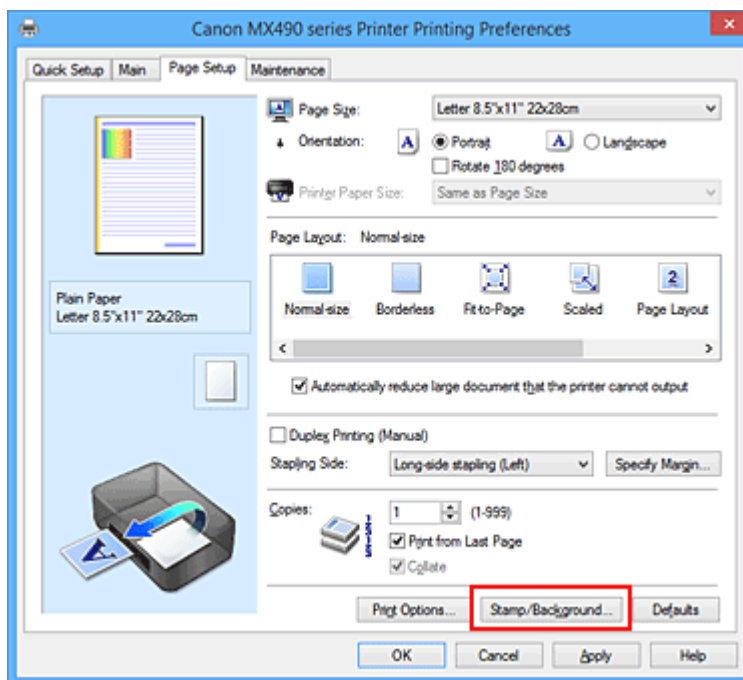 Canon MX490 series Printer Printing Preferences
Quick Setup Main Page Setup Maintenance
Page Size: Letter 8.5"x11" 22x28cm
Orientation: A Portrait A Landscape
Rotate 180 degrees
Printer Paper Size: Same as Page Size
Page Layout: Normal-size
Normal-size Borderless Fit-to-Page Scaled 2 Page Layout
Plain Paper
Letter 8.5"x11" 22x28cm
Automatically reduce large document that the printer cannot output
Duplex Printing (Manual)
Stapling Side: Long-side stapling (Left) Specify Margin...
Copies: 1 (1-999)
Print from Last Page
Collate
A
Print Options... Stamp/Background... Defaults
OK Cancel Apply Help